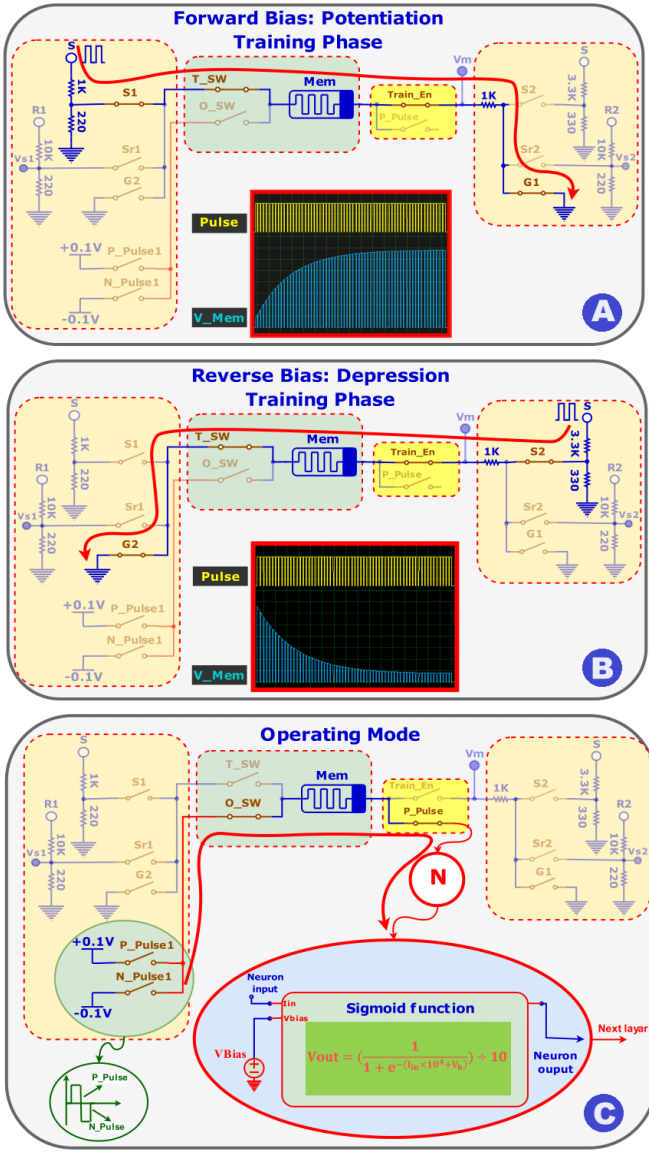 Forward Bias: Potentiation
Training Phase
S
1K
220
S1
R1
10K
220
Vs1
Sr1
G2
+0.1V
P_Pulse1
N_Pulse1
-0.1V
T_SW
O_SW
Mem
Train_En
P_Pulse
Vm
1K
S2
3.3K
330
R2
10K
220
Vs2
Sr2
G1
Pulse
V_Mem
A
Reverse Bias: Depression
Training Phase
S
1K
220
S1
R1
10K
220
Vs1
Sr1
G2
+0.1V
P_Pulse1
N_Pulse1
-0.1V
T_SW
O_SW
Mem
Train_En
P_Pulse
Vm
1K
S
3.3K
330
S2
R2
10K
220
Vs2
Sr2
G1
Pulse
V_Mem
B
Operating Mode
S
1K
220
S1
R1
10K
220
Vs1
Sr1
G2
+0.1V
P_Pulse1
N_Pulse1
-0.1V
T_SW
O_SW
Mem
Train_En
P_Pulse
Vm
1K
S
3.3K
330
S2
R2
10K
220
Vs2
Sr2
G1
N
Neuron
input
Iin
Vbias
VBias
Sigmoid function
Vout = (1 / (1 + e^-(I_in×10^4+V_b))) ÷ 10
Neuron
ouput
Next layar
P_Pulse
N_Pulse
C